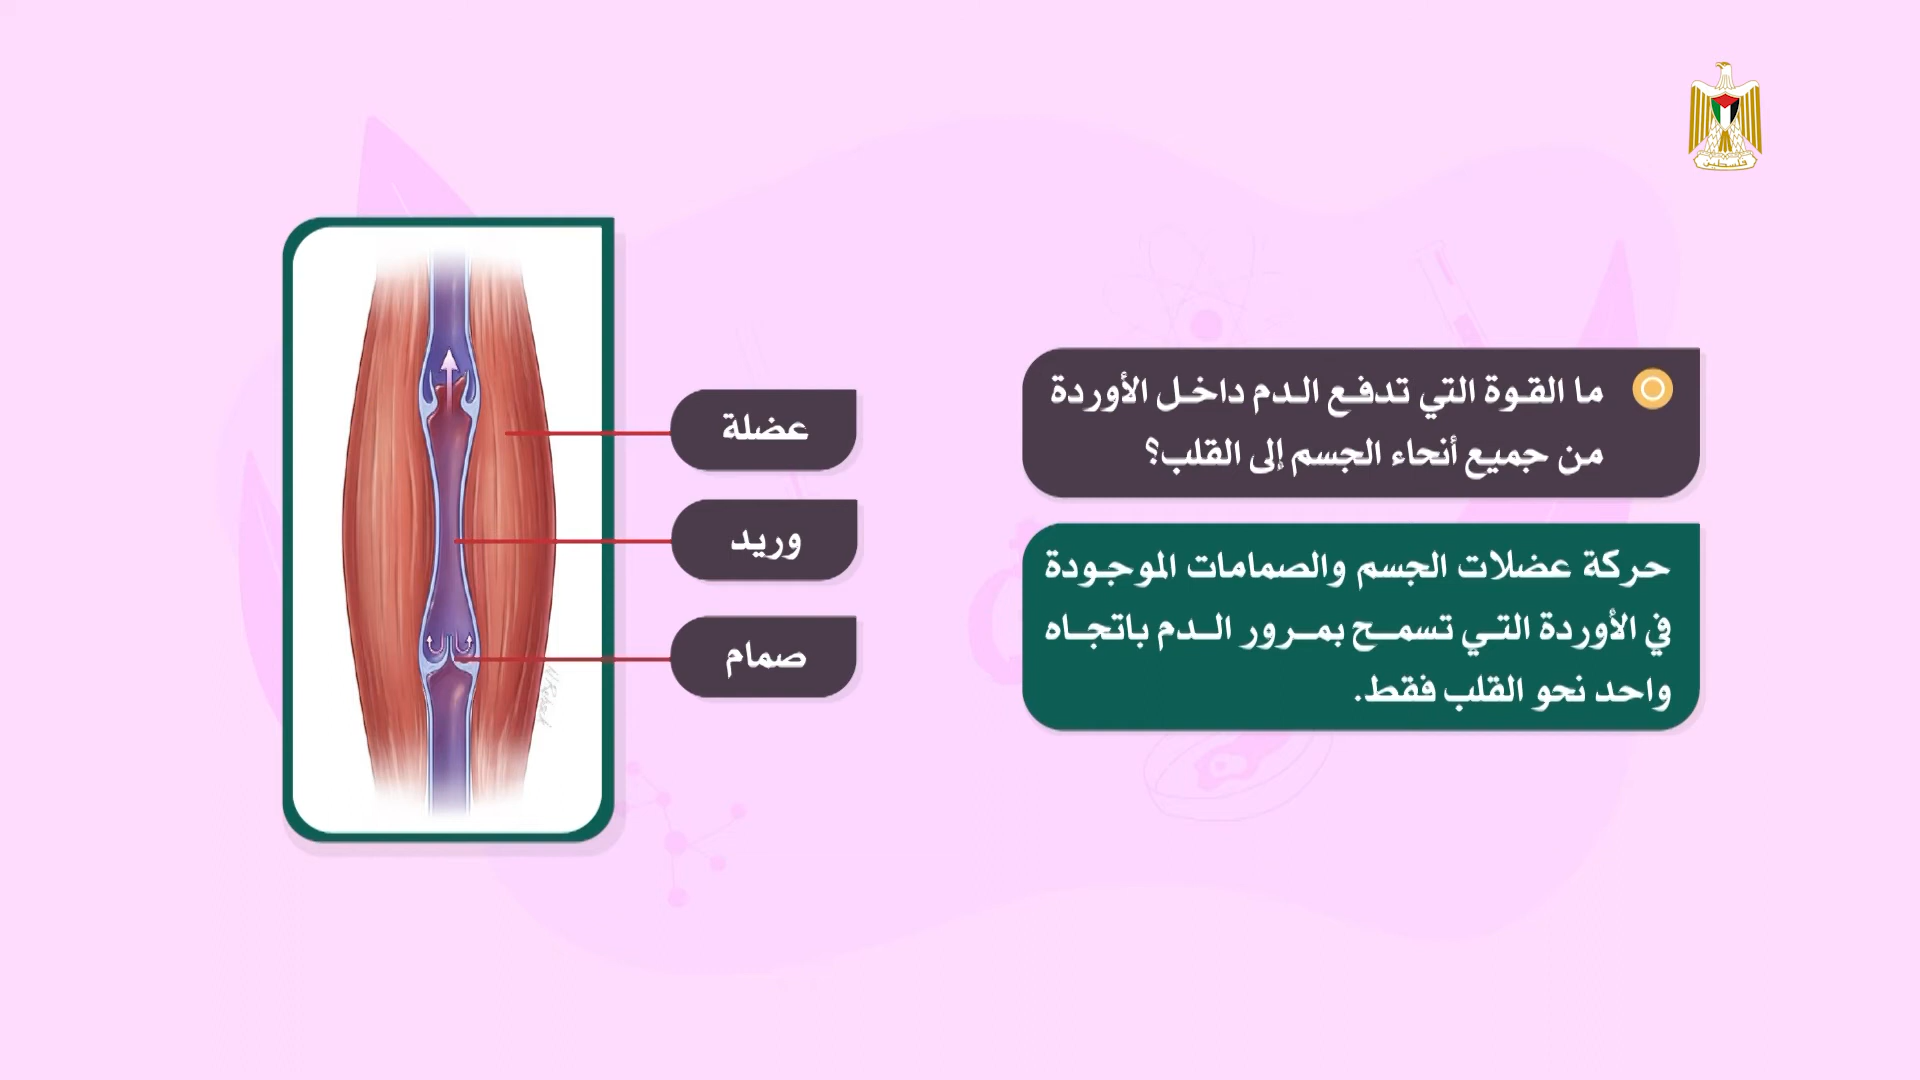 فلسطين
ما القوة التي تدفع الدم داخل الأوردة
من جميع أنحاء الجسم إلى القلب؟
حركة عضلات الجسم والصمامات الموجودة
في الأوردة التي تسمح بمرور الدم باتجاه
واحد نحو القلب فقط.
عضلة
وريد
صمام